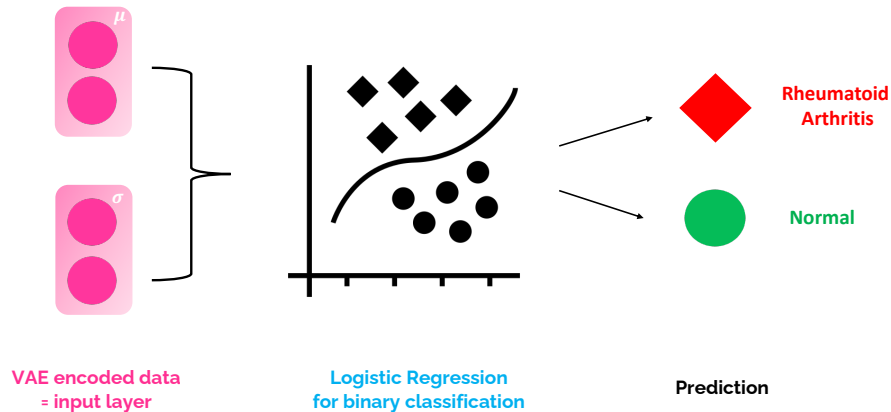 μ
σ
Rheumatoid
Arthritis
Normal
VAE encoded data
= input layer
Logistic Regression
for binary classification
Prediction